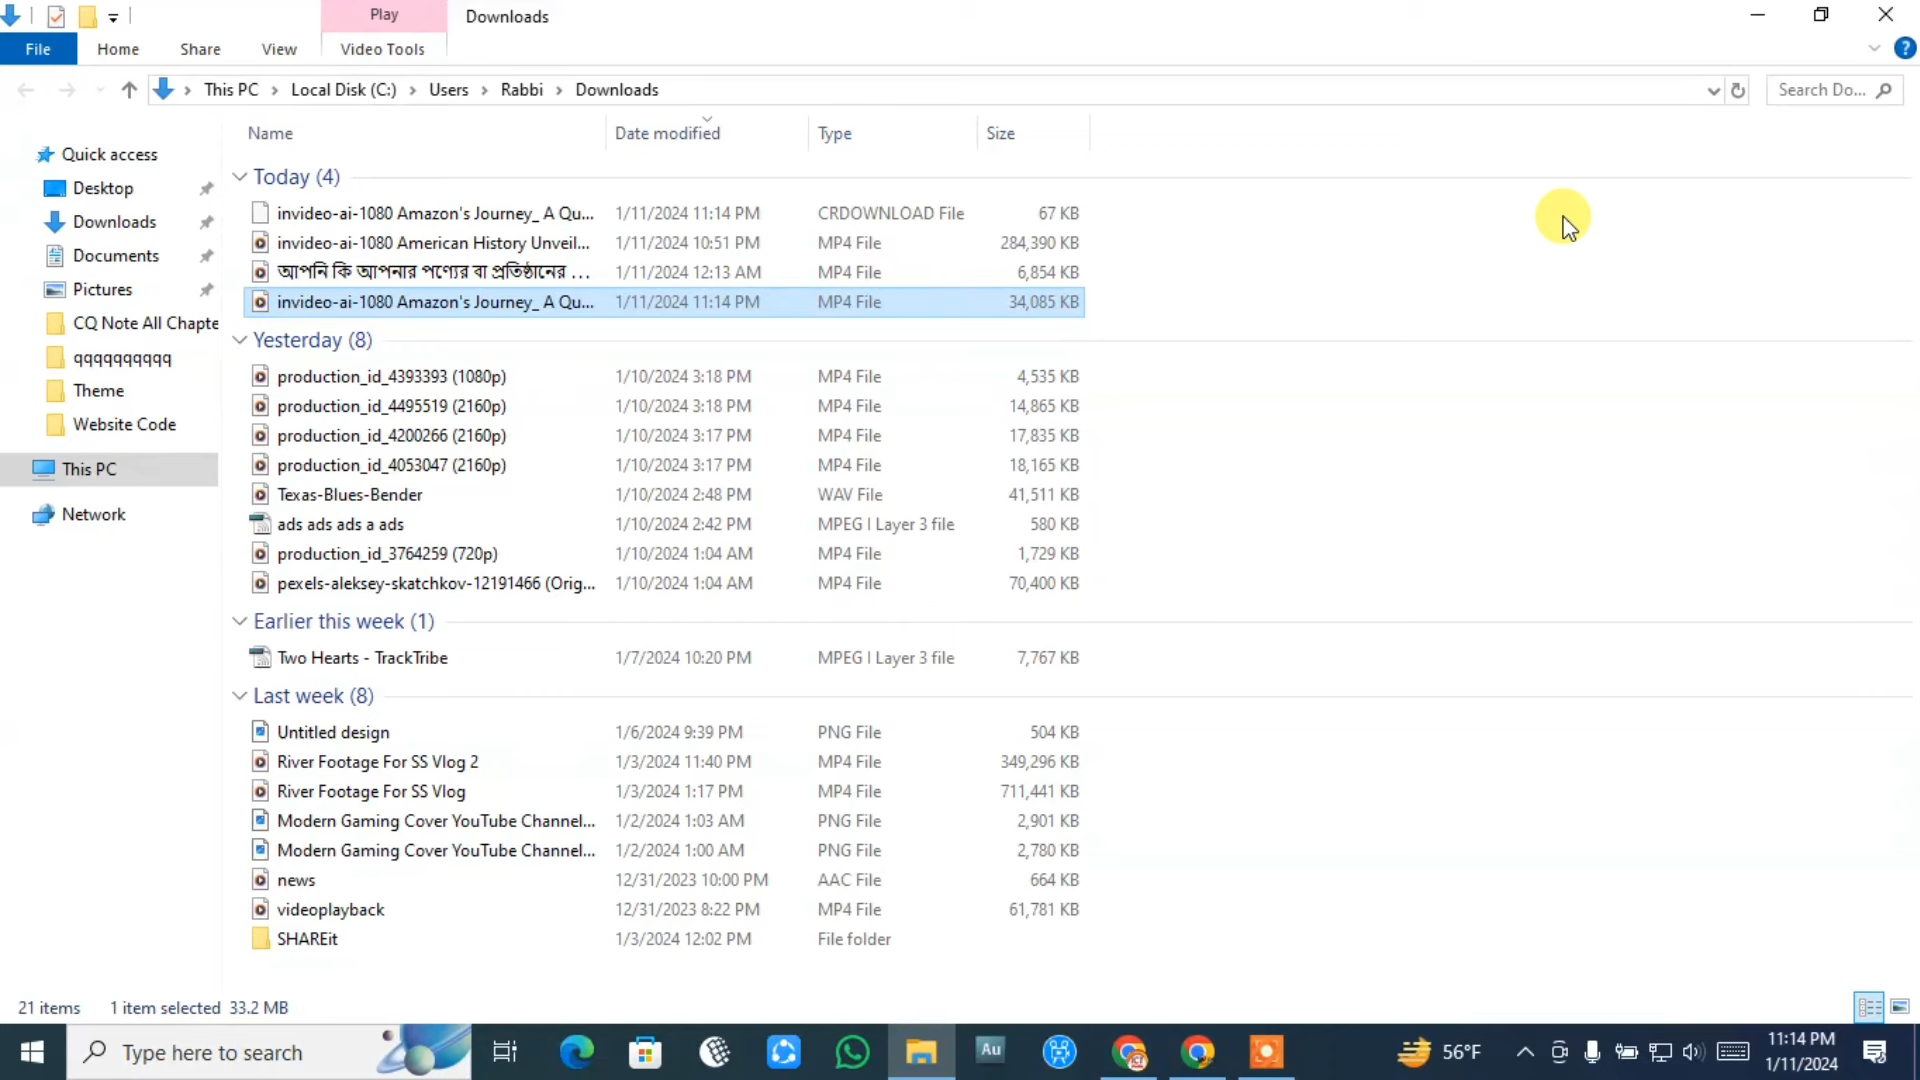 Play
Downloads
File
Home
Share
View
Video Tools
This PC
Local Disk (C:)
Users
Rabbi
Downloads
Search Do...
Name
Date modified
Type
Size
Quick access
Desktop
Downloads
Documents
Pictures
CQ Note All Chapte
qqqqqqqqqq
Theme
Website Code
This PC
Network
Today (4)
invideo-ai-1080 Amazon's Journey_ A Qu... 1/11/2024 11:14 PM CRDOWNLOAD File 67 KB
invideo-ai-1080 American History Unveil... 1/11/2024 10:51 PM MP4 File 284,390 KB
আপনি কি আপনার পণ্যের বা প্রতিষ্ঠানের ... 1/11/2024 12:13 AM MP4 File 6,854 KB
invideo-ai-1080 Amazon's Journey_ A Qu... 1/11/2024 11:14 PM MP4 File 34,085 KB
Yesterday (8)
production_id_4393393 (1080p) 1/10/2024 3:18 PM MP4 File 4,535 KB
production_id_4495519 (2160p) 1/10/2024 3:18 PM MP4 File 14,865 KB
production_id_4200266 (2160p) 1/10/2024 3:17 PM MP4 File 17,835 KB
production_id_4053047 (2160p) 1/10/2024 3:17 PM MP4 File 18,165 KB
Texas-Blues-Bender 1/10/2024 2:48 PM WAV File 41,511 KB
ads ads ads a ads 1/10/2024 2:42 PM MPEG I Layer 3 file 580 KB
production_id_3764259 (720p) 1/10/2024 1:04 AM MP4 File 1,729 KB
pexels-aleksey-skatchkov-12191466 (Orig... 1/10/2024 1:04 AM MP4 File 70,400 KB
Earlier this week (1)
Two Hearts - TrackTribe 1/7/2024 10:20 PM MPEG I Layer 3 file 7,767 KB
Last week (8)
Untitled design 1/6/2024 9:39 PM PNG File 504 KB
River Footage For SS Vlog 2 1/3/2024 11:40 PM MP4 File 349,296 KB
River Footage For SS Vlog 1/3/2024 1:17 PM MP4 File 711,441 KB
Modern Gaming Cover YouTube Channel... 1/2/2024 1:03 AM PNG File 2,901 KB
Modern Gaming Cover YouTube Channel... 1/2/2024 1:00 AM PNG File 2,780 KB
news 12/31/2023 10:00 PM AAC File 664 KB
videoplayback 12/31/2023 8:22 PM MP4 File 61,781 KB
SHAREit 1/3/2024 12:02 PM File folder
21 items 1 item selected 33.2 MB
Type here to search
Au
56°F
11:14 PM
1/11/2024